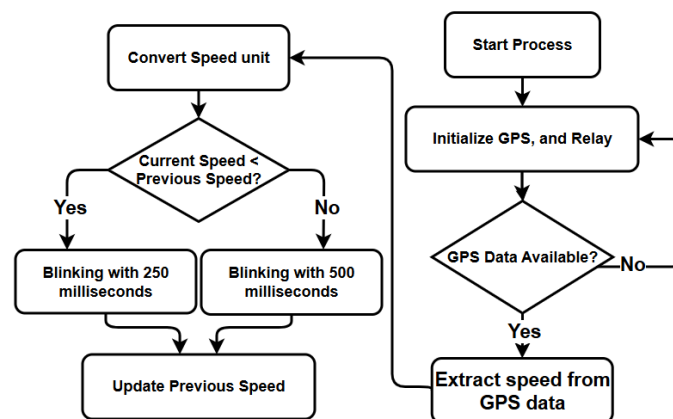 Start Process
Initialize GPS, and Relay
GPS Data Available?
No
Yes
Extract speed from
GPS data
Convert Speed unit
Current Speed <
Previous Speed?
Yes
No
Blinking with 250
milliseconds
Blinking with 500
milliseconds
Update Previous Speed